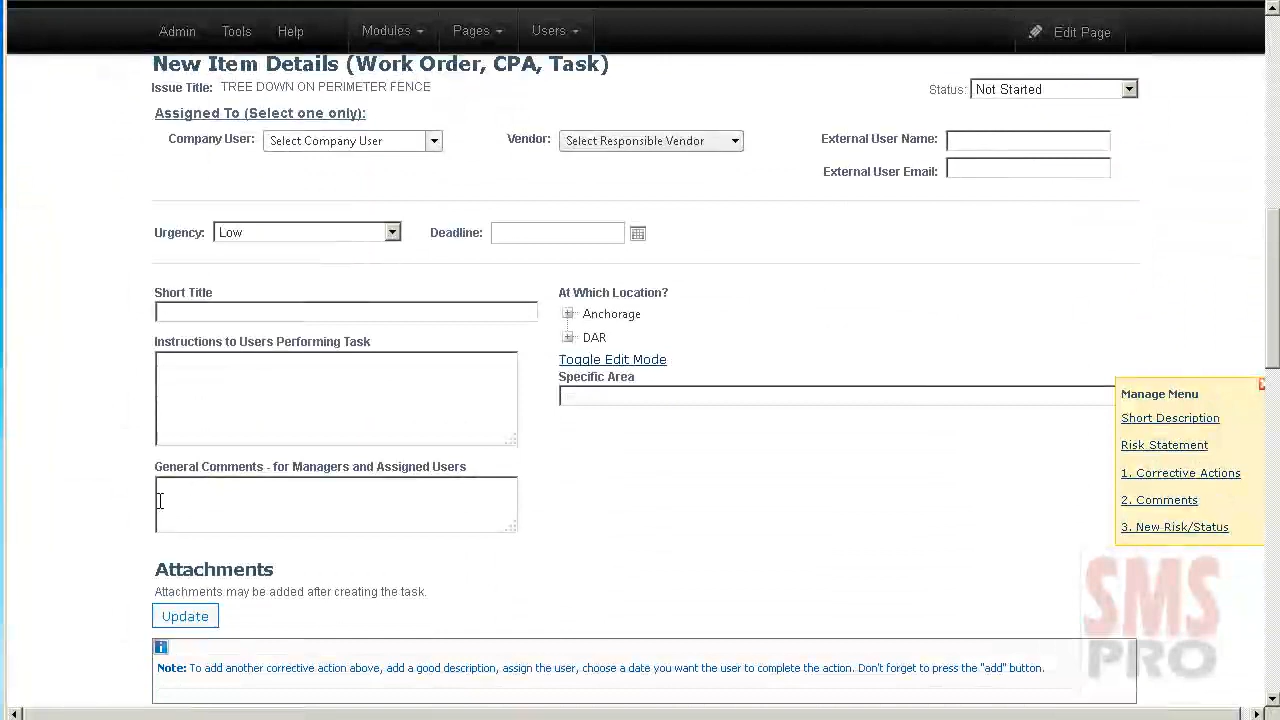 Admin Tools Help Modules Pages Users Edit Page
New Item Details (Work Order, CPA, Task)
Issue Title: TREE DOWN ON PERIMETER FENCE
Status: Not Started
Assigned To (Select one only):
Company User: Select Company User Vendor: Select Responsible Vendor External User Name:
External User Email:
Urgency: Low Deadline:
Short Title
At Which Location?
Anchorage
DAR
Instructions to Users Performing Task
Toggle Edit Mode
Specific Area
General Comments - for Managers and Assigned Users
Manage Menu
Short Description
Risk Statement
1. Corrective Actions
2. Comments
3. New Risk/Status
Attachments
Attachments may be added after creating the task.
Update
Note: To add another corrective action above, add a good description, assign the user, choose a date you want the user to complete the action. Don't forget to press the "add" button.
SMS
PRO